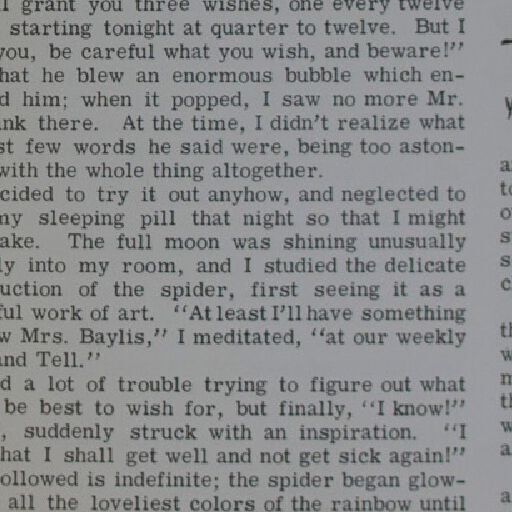 grant you three wishes, one every twelve
starting tonight at quarter to twelve. But I
you, be careful what you wish, and beware!"
hat he blew an enormous bubble which en-
d him; when it popped, I saw no more Mr.
nk there. At the time, I didn't realize what
st few words he said were, being too aston-
with the whole thing altogether.
cided to try it out anyhow, and neglected to
my sleeping pill that night so that I might
ake. The full moon was shining unusually
ly into my room, and I studied the delicate
uction of the spider, first seeing it as a
ful work of art. "At least I'll have something
w Mrs. Baylis," I meditated, "at our weekly
and Tell."
d a lot of trouble trying to figure out what
be best to wish for, but finally, "I know!"
, suddenly struck with an inspiration. "I
hat I shall get well and not get sick again!"
ollowed is indefinite; the spider began glow-
all the loveliest colors of the rainbow until